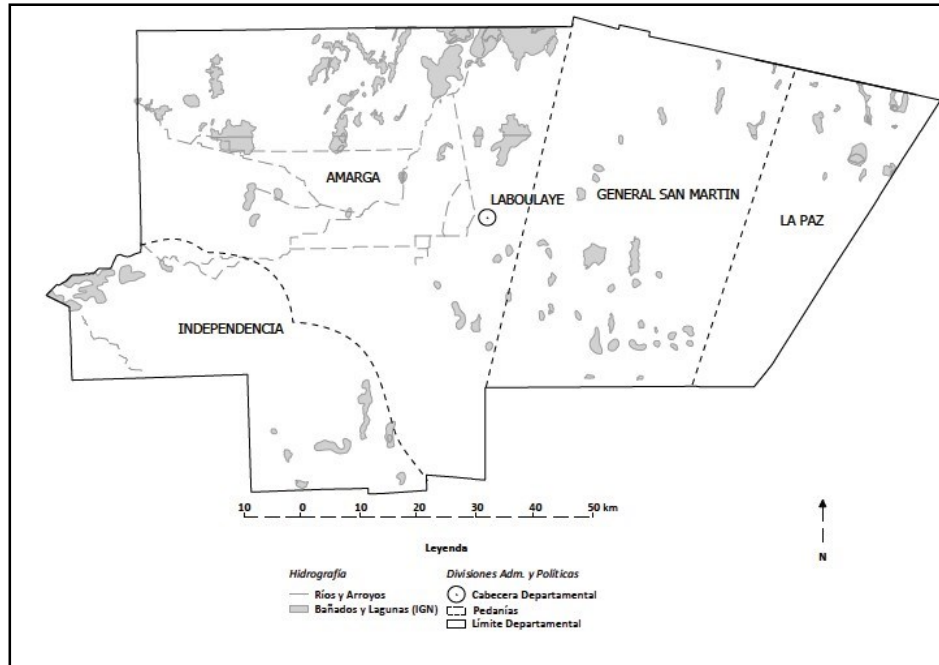 AMARGA
LABOULAYE
GENERAL SAN MARTIN
LA PAZ
INDEPENDENCIA
10 0 10 20 30 40 50 km
N
Leyenda
Hidrografía
Ríos y Arroyos
Bañados y Lagunas (IGN)
Divisiones Adm. y Políticas
Cabecera Departamental
Pedanías
Límite Departamental